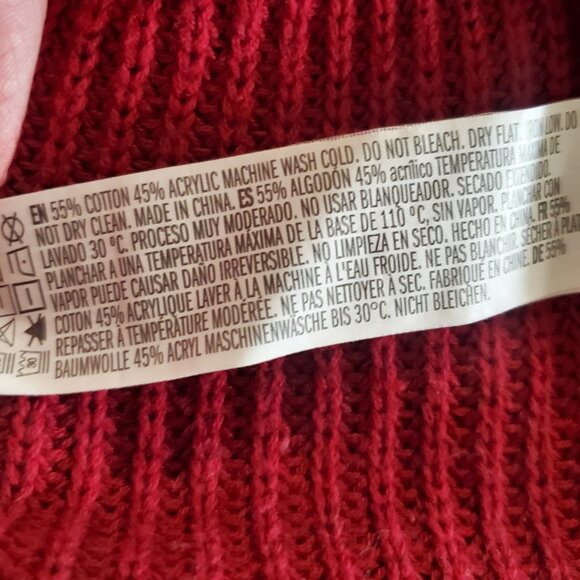 EN 55% COTTON 45% ACRYLIC MACHINE WASH COLD. DO NOT BLEACH. DRY FLAT. IRON LOW. DO
NOT DRY CLEAN. MADE IN CHINA. ES 55% ALGODÓN 45% acrílico TEMPERATURA MÁXIMA DE
LAVADO 30 °C. PROCESO MUY MODERADO. NO USAR BLANQUEADOR. SECADO EXTENDIDO.
PLANCHAR A UNA TEMPERATURA MÁXIMA DE LA BASE DE 110 °C, SIN VAPOR. PLANCHAR CON
VAPOR PUEDE CAUSAR DAÑO IRREVERSIBLE. NO LIMPIEZA EN SECO. HECHO EN CHINA. FR 55%
COTON 45% ACRYLIQUE LAVER À LA MACHINE À L'EAU FROIDE. NE PAS BLANCHIR. SÉCHER À PLAT.
REPASSER À TEMPÉRATURE MODÉRÉE. NE PAS NETTOYER À SEC. FABRIQUÉ EN CHINE. DE 55%
BAUMWOLLE 45% ACRYL MASCHINENWÄSCHE BIS 30°C. NICHT BLEICHEN.